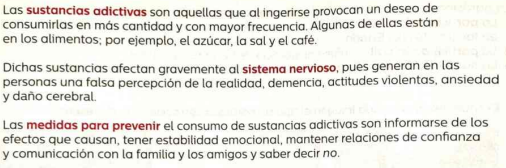 Las sustancias adictivas son aquellas que al ingerirse provocan un deseo de
consumirlas en más cantidad y con mayor frecuencia. Algunas de ellas están
en los alimentos; por ejemplo, el azúcar, la sal y el café.
Dichas sustancias afectan gravemente al sistema nervioso, pues generan en las
personas una falsa percepción de la realidad, demencia, actitudes violentas, ansiedad
y daño cerebral.
Las medidas para prevenir el consumo de sustancias adictivas son informarse de los
efectos que causan, tener estabilidad emocional, mantener relaciones de confianza
y comunicación con la familia y los amigos y saber decir no.